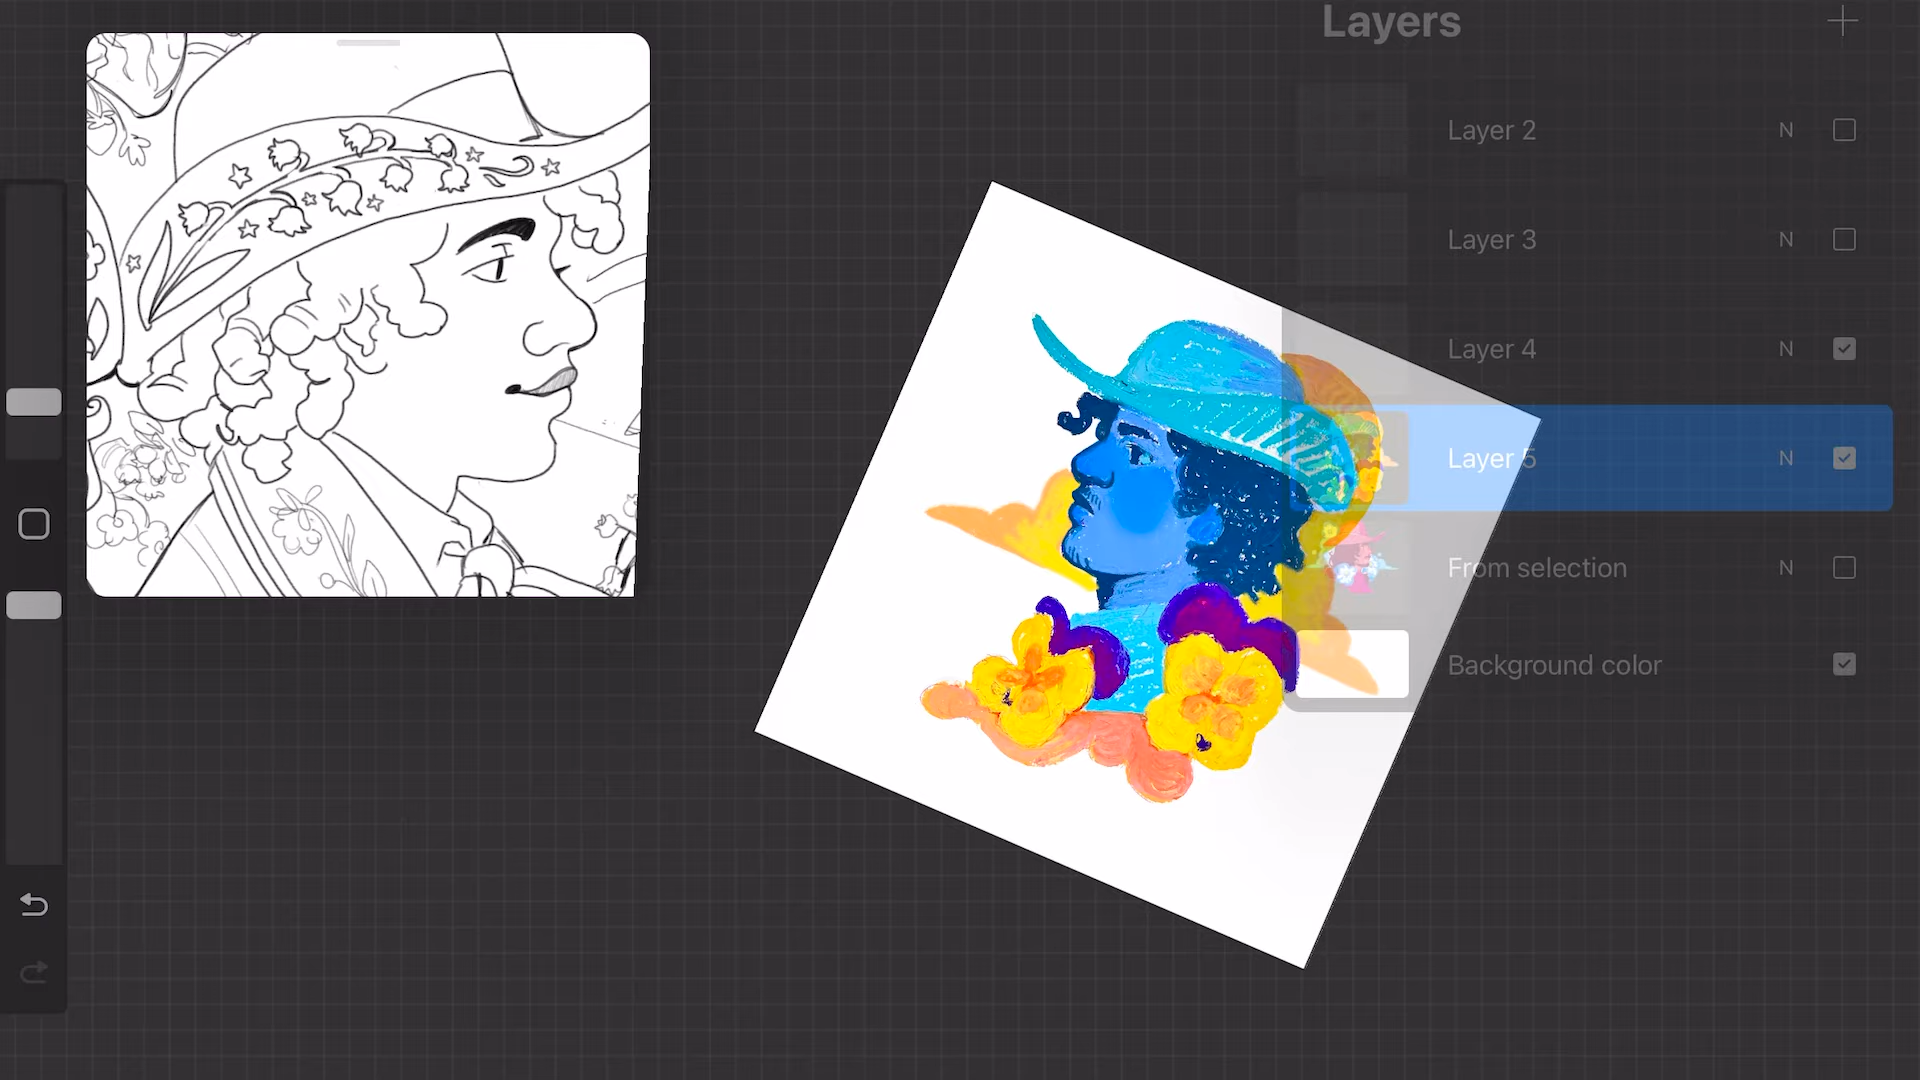 Layers
Layer 2 N
Layer 3 N
Layer 4 N
Layer 5 N
From selection N
Background color